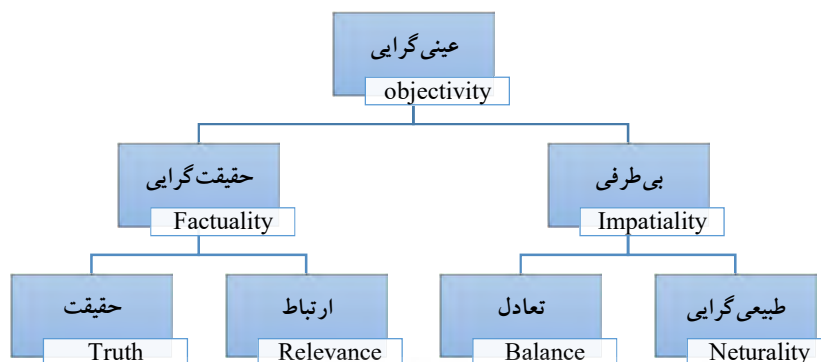 عینی‌گرایی
objectivity
حقیقت‌گرایی
Factuality
بی‌طرفی
Impatiality
حقیقت
Truth
ارتباط
Relevance
تعادل
Balance
طبیعی‌گرایی
Neturality